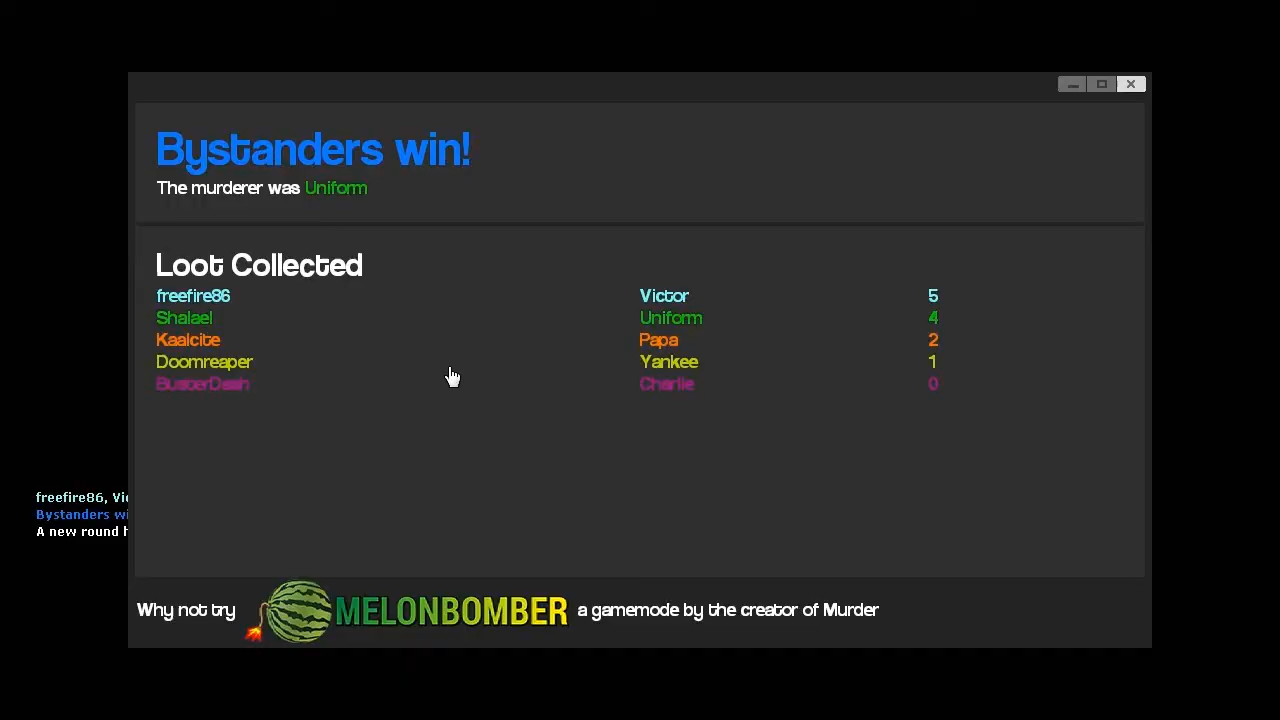 Bystanders win!
The murderer was Uniform
Loot Collected
freefire86 Victor 5
Shalael Uniform 4
Kaalcite Papa 2
Doomreaper Yankee 1
BusterDash Charlie 0
freefire86, Vic
Bystanders wi
A new round h
Why not try MELONBOMBER a gamemode by the creator of Murder